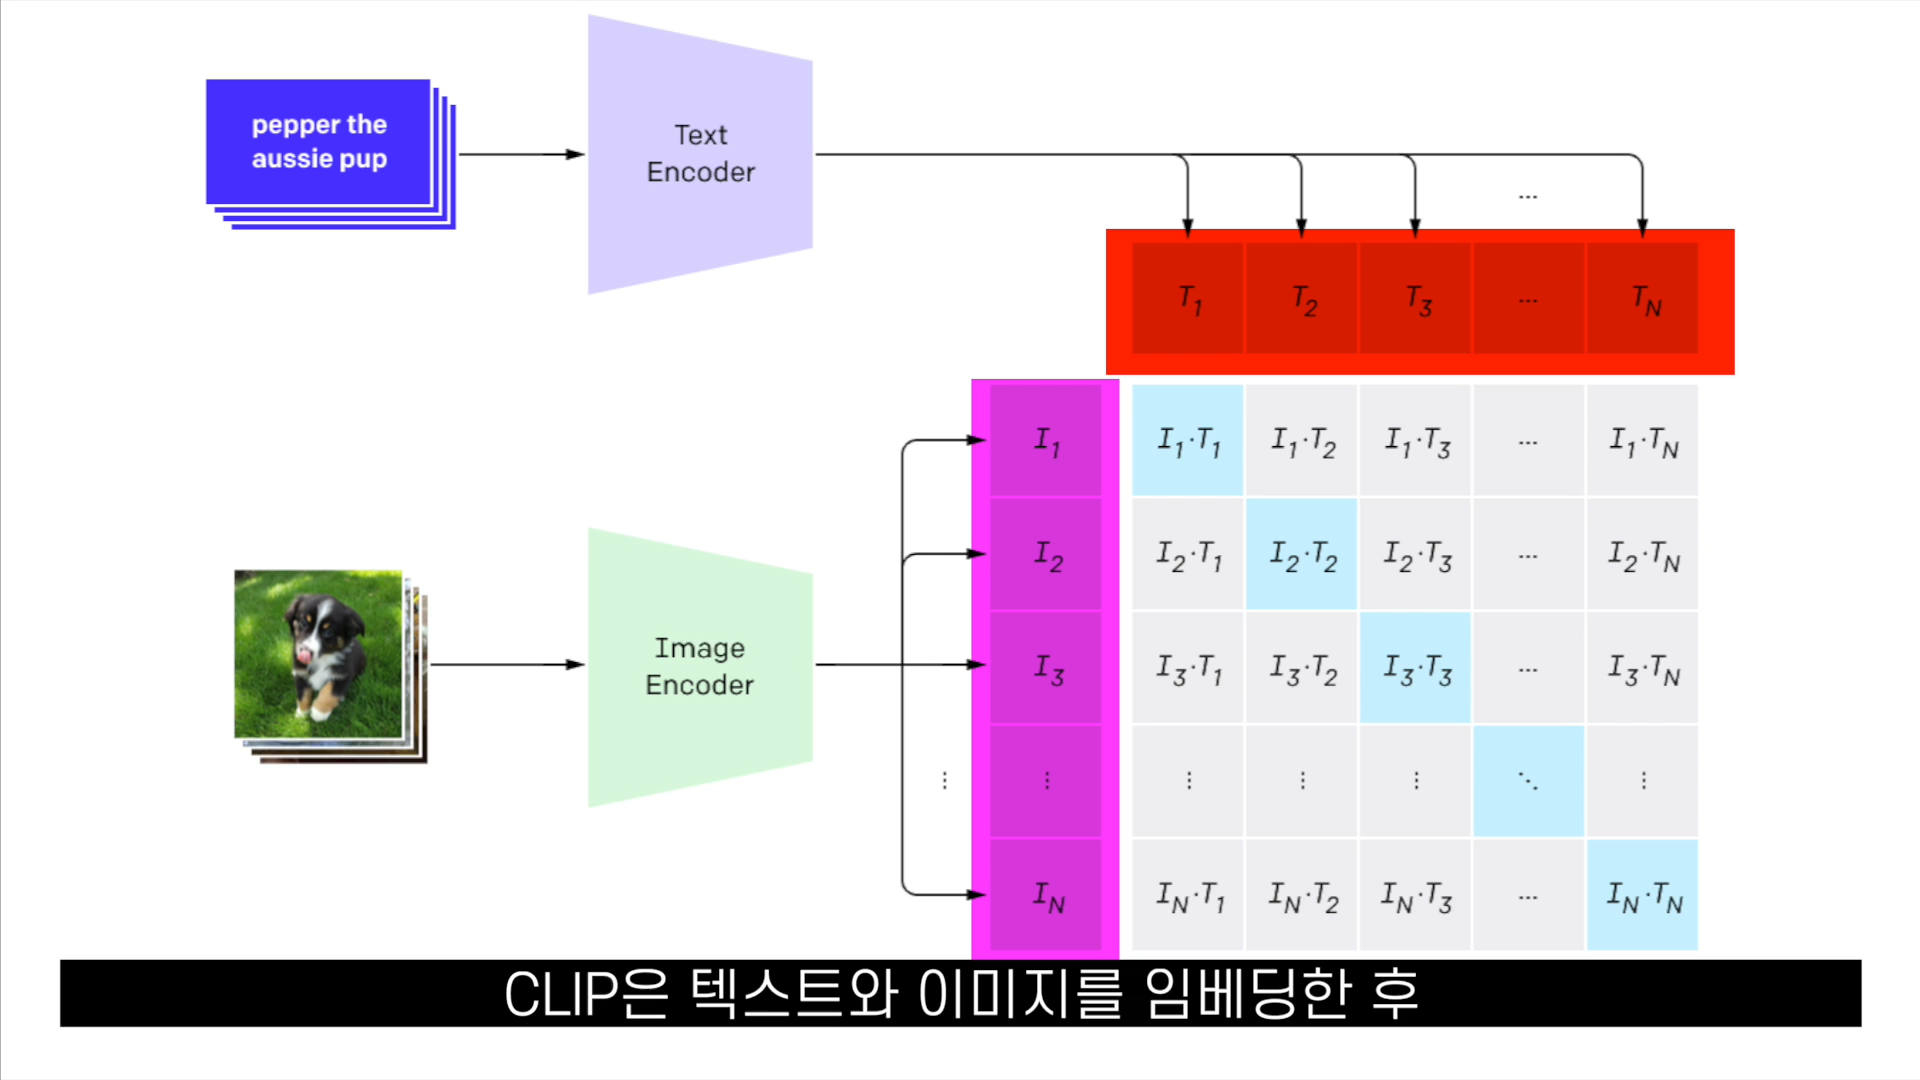 pepper the
aussie pup
Text
Encoder
...
T1 T2 T3 ... TN
I1 I1·T1 I1·T2 I1·T3 ... I1·TN
I2 I2·T1 I2·T2 I2·T3 ... I2·TN
Image
Encoder
I3 I3·T1 I3·T2 I3·T3 ... I3·TN
⋮ ⋮ ⋮ ⋮ ⋮ ⋱ ⋮
IN IN·T1 IN·T2 IN·T3 ... IN·TN
CLIP은 텍스트와 이미지를 임베딩한 후